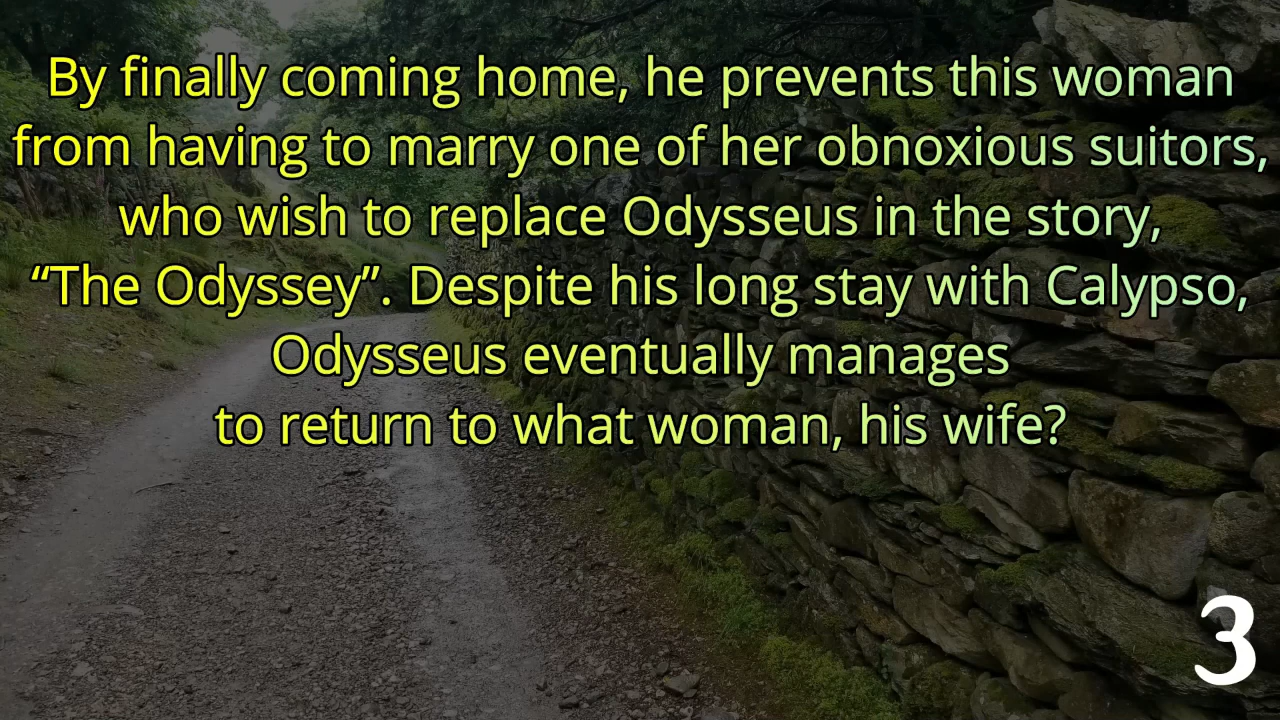 By finally coming home, he prevents this woman
from having to marry one of her obnoxious suitors,
who wish to replace Odysseus in the story,
“The Odyssey”. Despite his long stay with Calypso,
Odysseus eventually manages
to return to what woman, his wife?
3